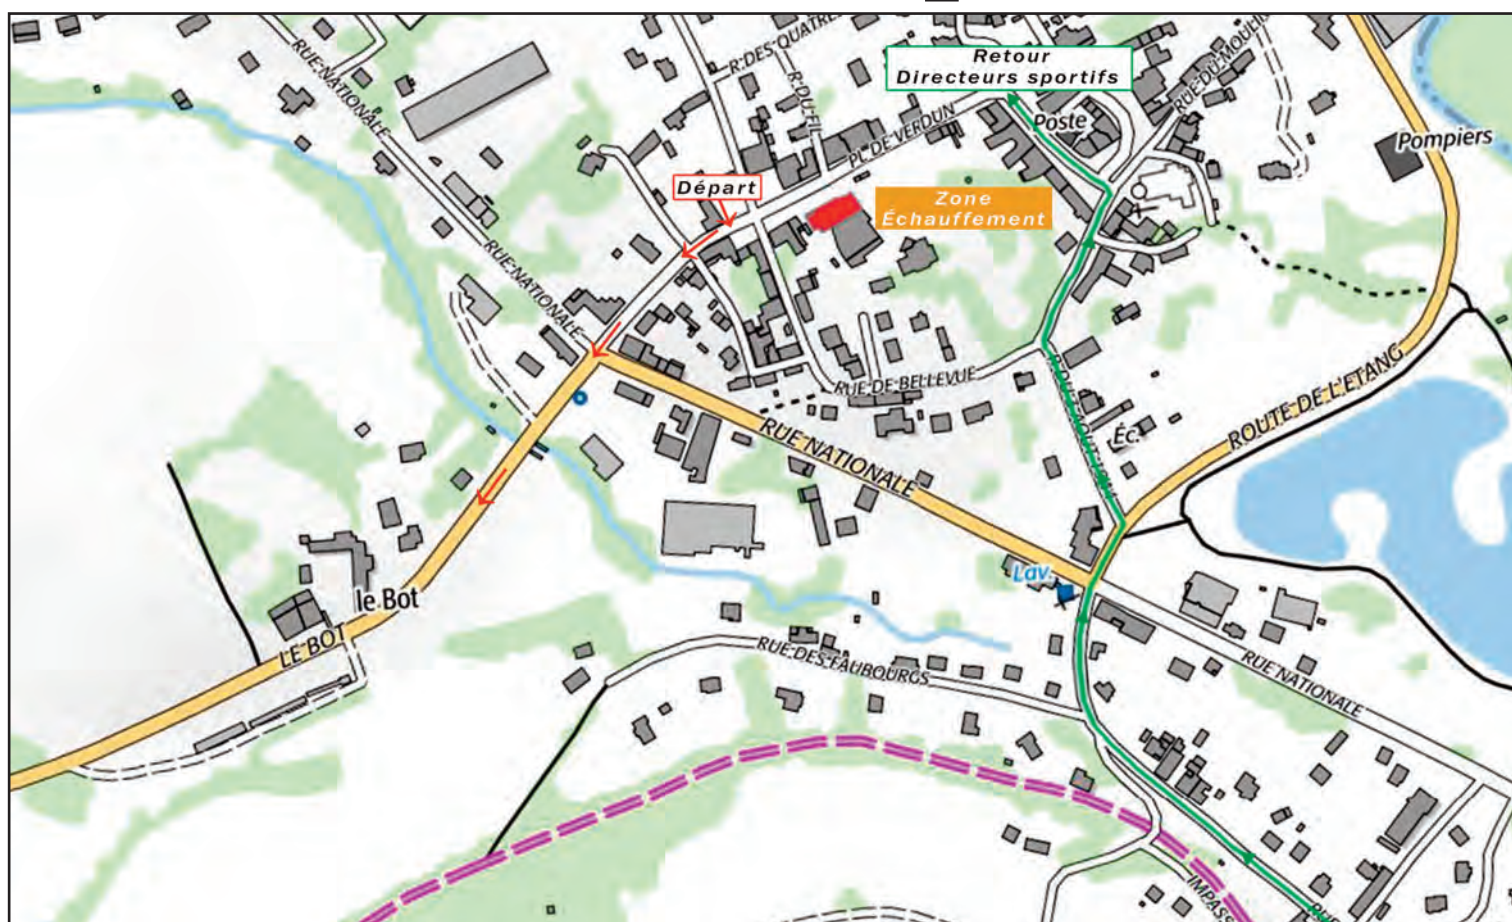 RUE NATIONALE
R. DES QUATRES
R. DU FIL
Retour
Directeurs sportifs
RUE DU MOULIN
Poste
Pompiers
PL. DE VERDUN
Départ
Zone
Échauffement
RUE NATIONALE
RUE DE BELLEVUE
ROUTE DE L'ETANG
Éc.
RUE NATIONALE
Lav.
le Bot
LE BOT
RUE DES FAUBOURGS
RUE NATIONALE
IMPASS